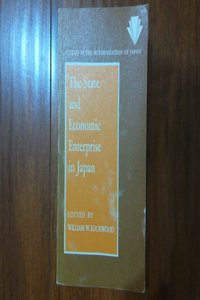 STUDIES IN THE MODERNIZATION OF JAPAN
The State
and
Economic
Enterprise
in Japan
EDITED BY
WILLIAM W. LOCKWOOD